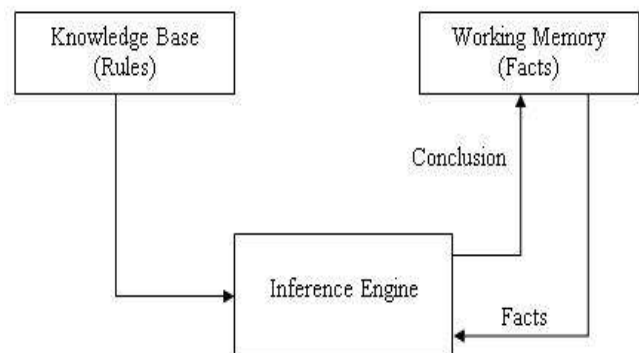 Knowledge Base
(Rules)
Working Memory
(Facts)
Conclusion
Inference Engine
Facts